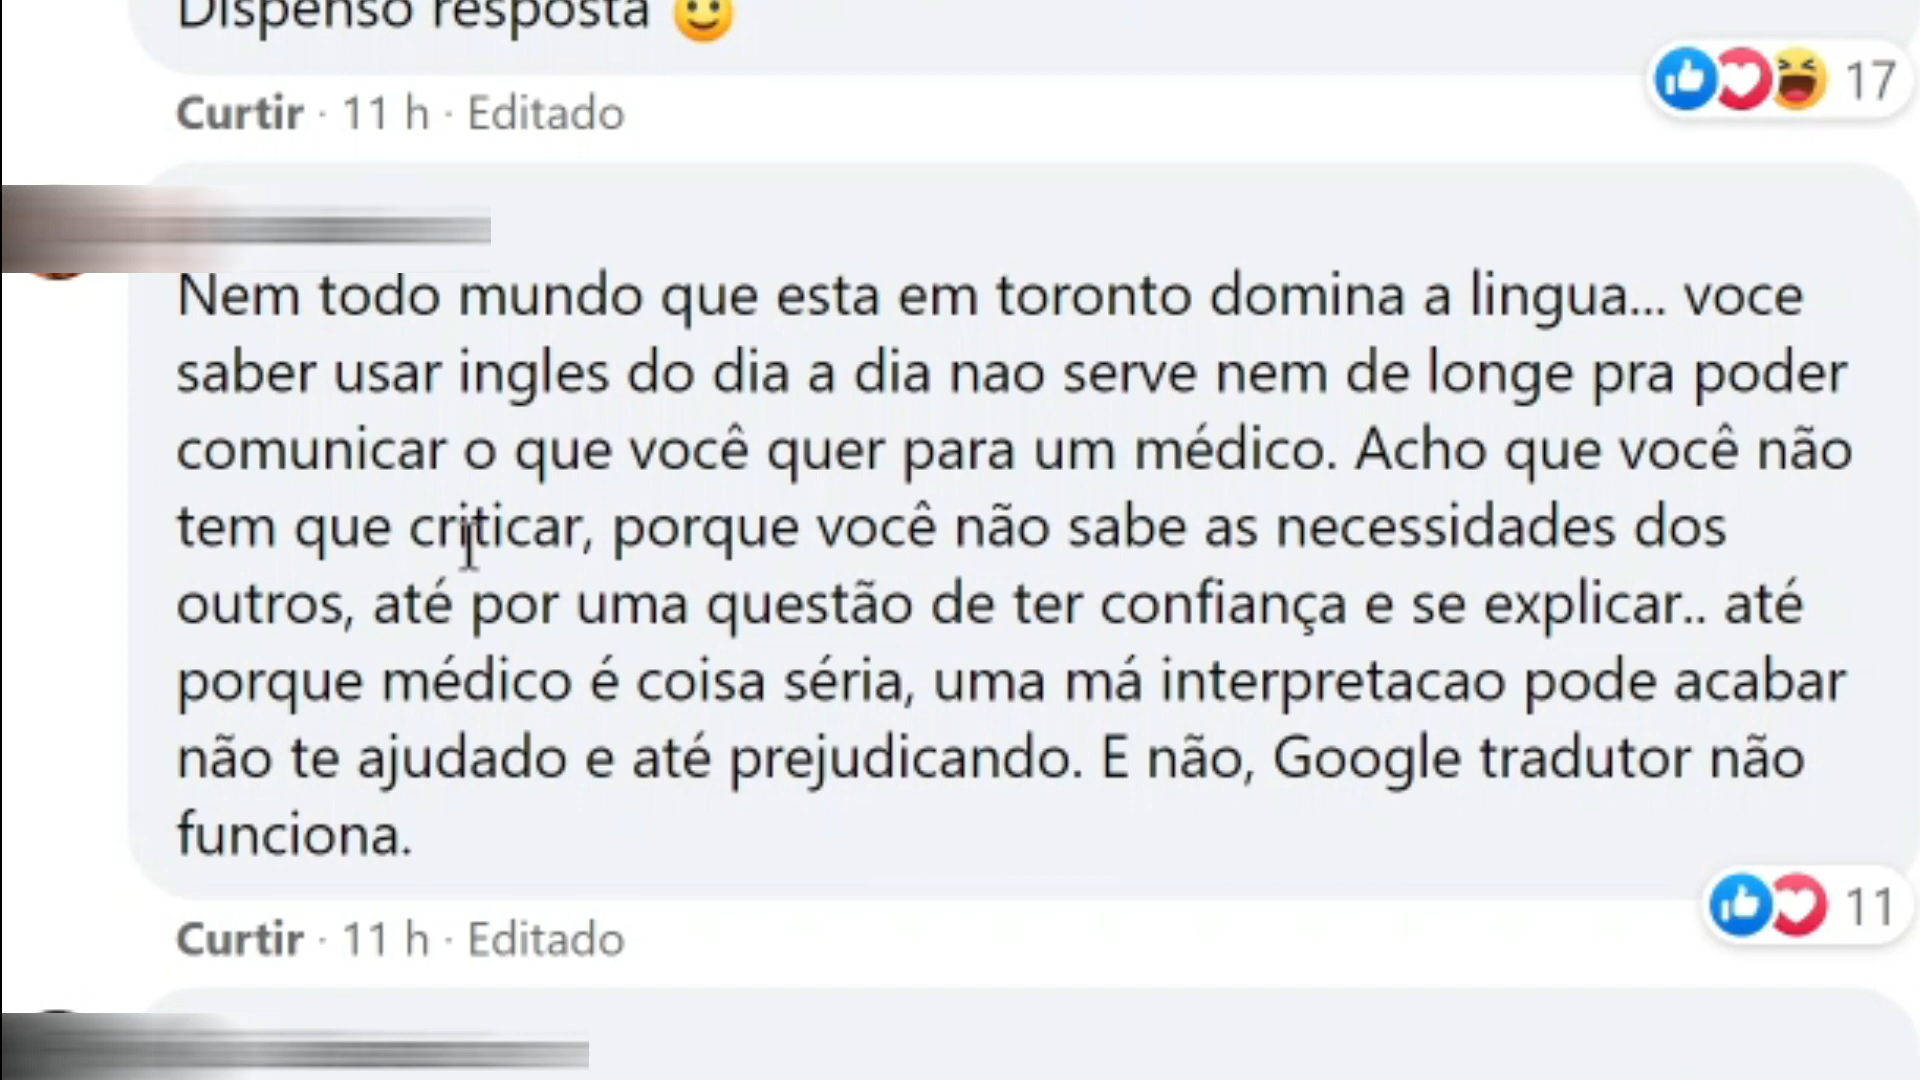 Dispenso resposta
17
Curtir · 11 h · Editado
Nem todo mundo que esta em toronto domina a lingua... voce
saber usar ingles do dia a dia nao serve nem de longe pra poder
comunicar o que você quer para um médico. Acho que você não
tem que criticar, porque você não sabe as necessidades dos
outros, até por uma questão de ter confiança e se explicar.. até
porque médico é coisa séria, uma má interpretacao pode acabar
não te ajudado e até prejudicando. E não, Google tradutor não
funciona.
11
Curtir · 11 h · Editado